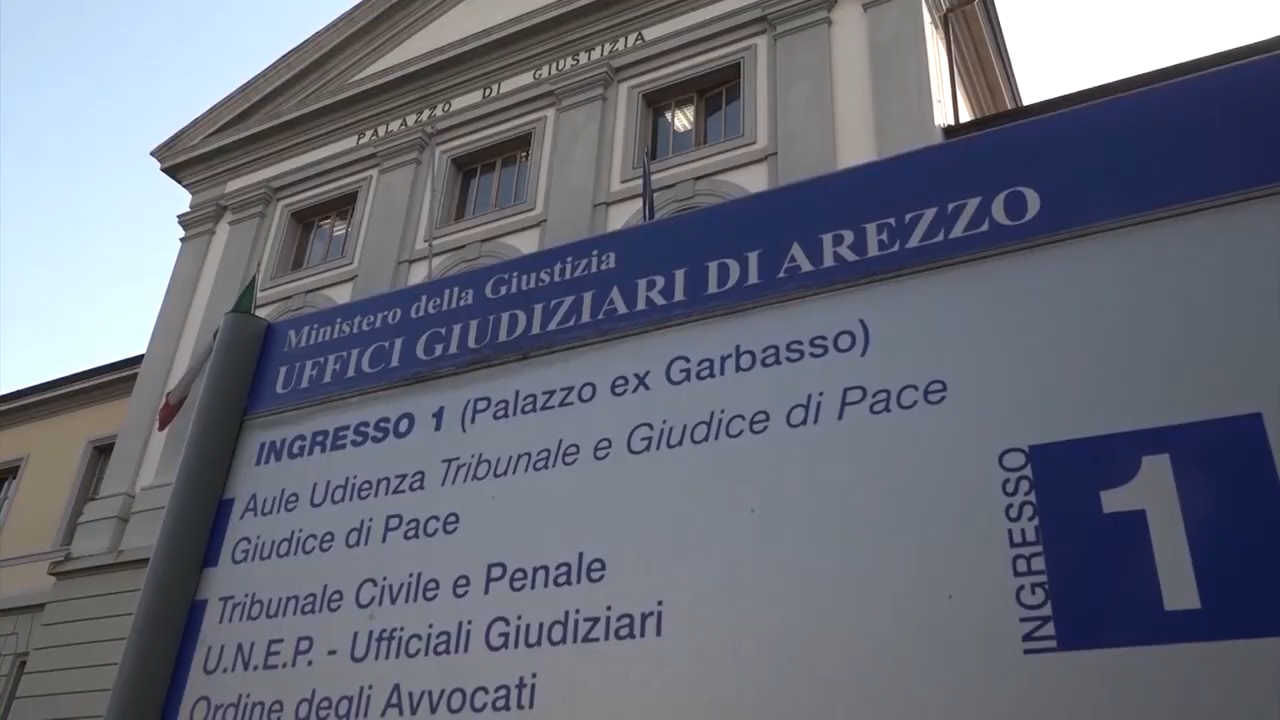 PALAZZO DI GIUSTIZIA
Ministero della Giustizia
UFFICI GIUDIZIARI DI AREZZO
INGRESSO 1 (Palazzo ex Garbasso)
Aule Udienza Tribunale e Giudice di Pace
Giudice di Pace
Tribunale Civile e Penale
U.N.E.P. - Ufficiali Giudiziari
Ordine degli Avvocati
INGRESSO
1